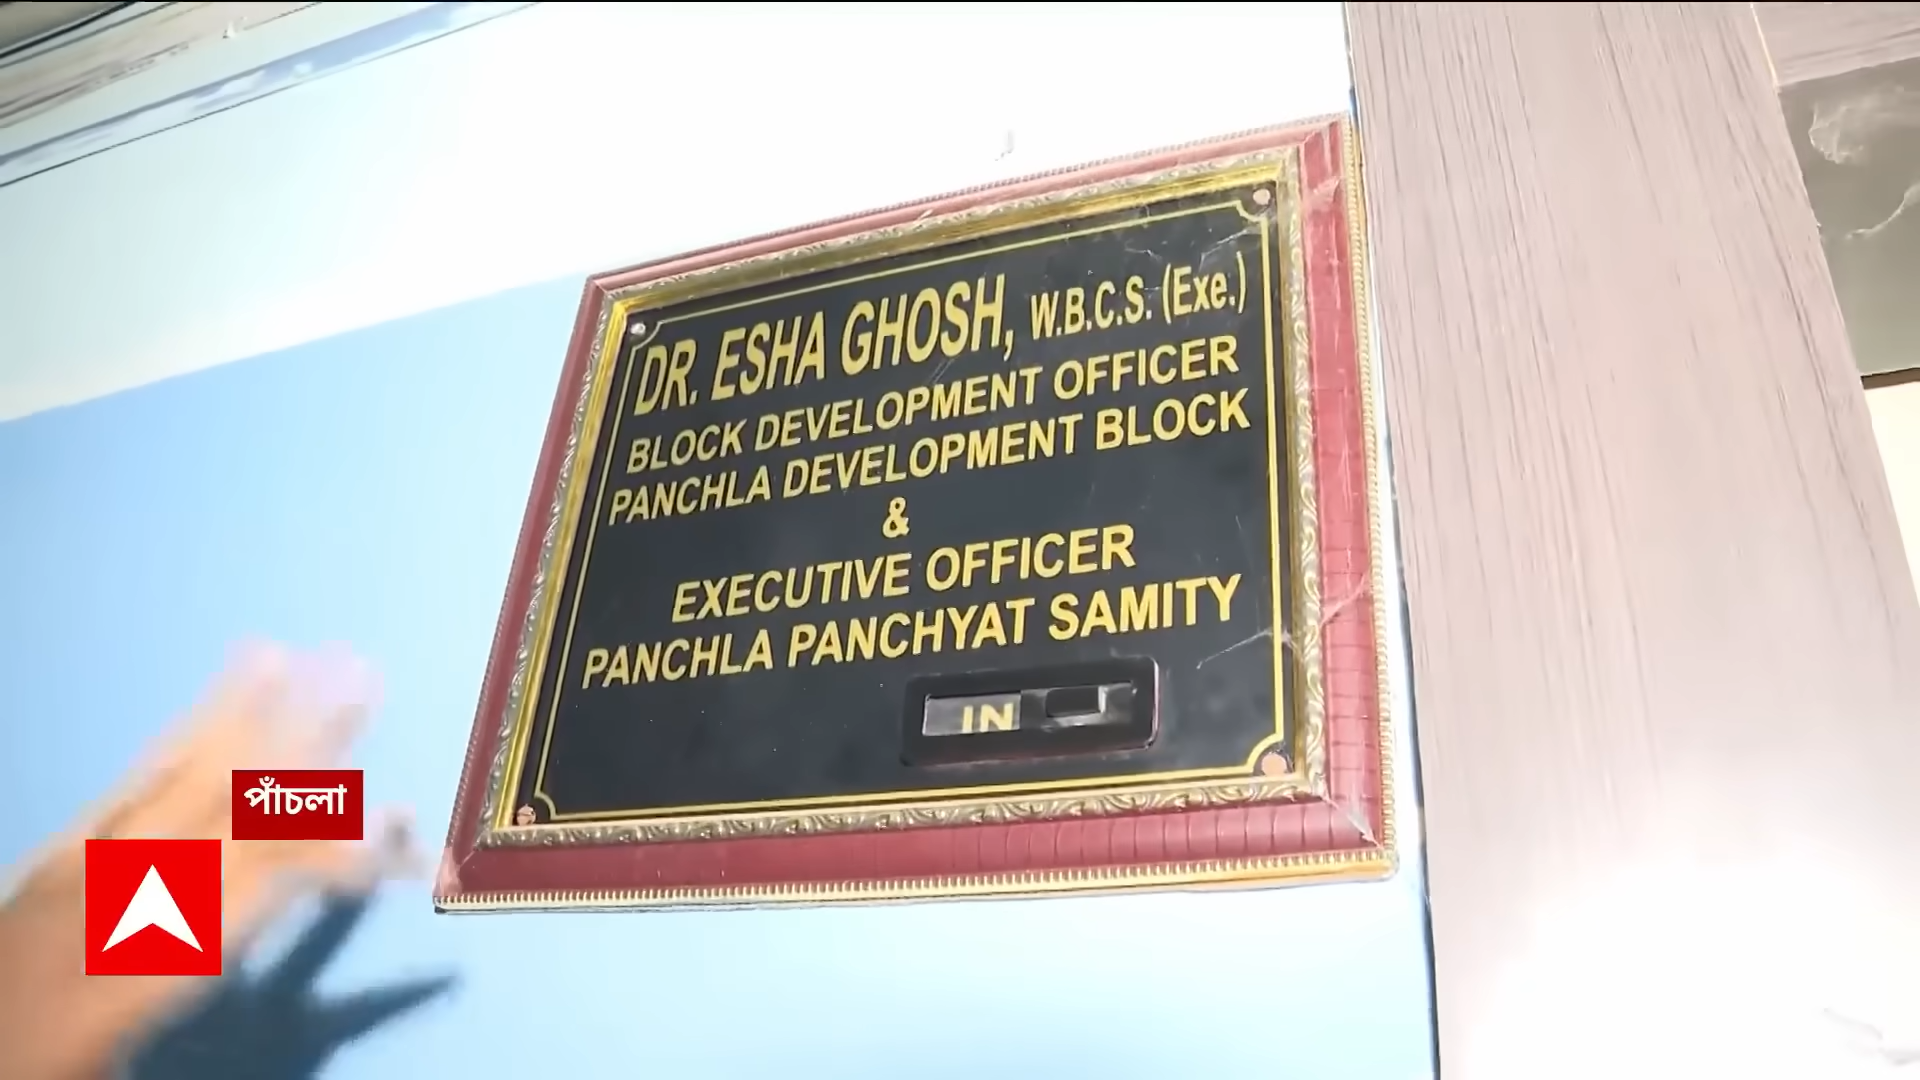 DR. ESHA GHOSH, W.B.C.S. (Exe.)
BLOCK DEVELOPMENT OFFICER
PANCHLA DEVELOPMENT BLOCK
&
EXECUTIVE OFFICER
PANCHLA PANCHYAT SAMITY
IN
পাঁচলা